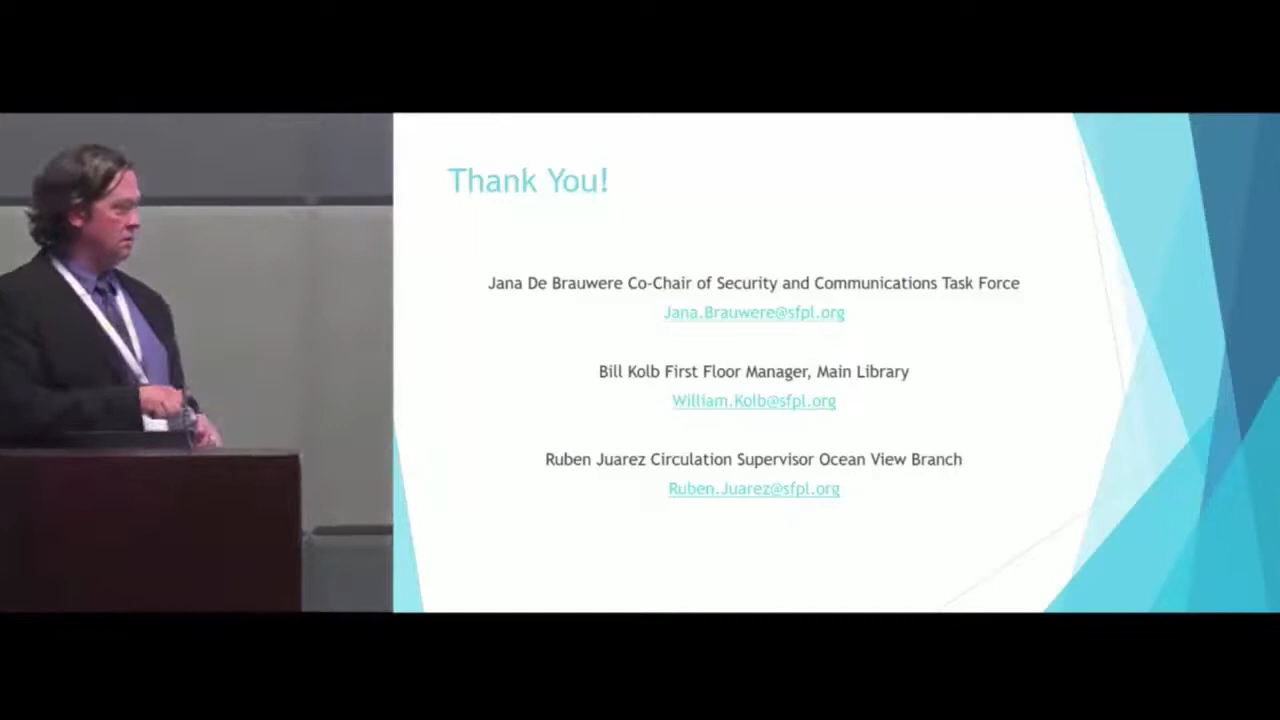 Thank You!
Jana De Brauwere Co-Chair of Security and Communications Task Force
Jana.Brauwere@sfpl.org
Bill Kolb First Floor Manager, Main Library
William.Kolb@sfpl.org
Ruben Juarez Circulation Supervisor Ocean View Branch
Ruben.Juarez@sfpl.org